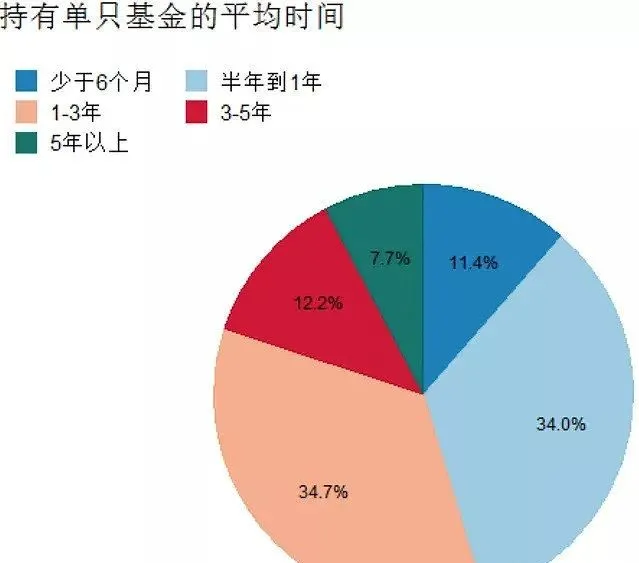 持有单只基金的平均时间
少于6个月 半年到1年
1-3年 3-5年
5年以上
7.7% 11.4%
12.2%
34.0%
34.7%